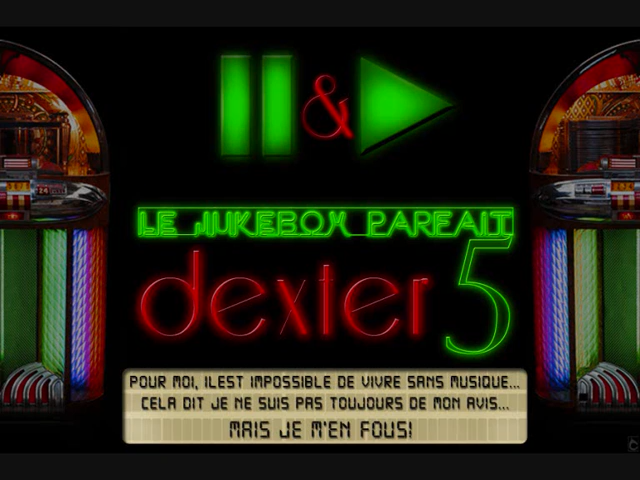 &
LE JUKEBOX PARFAIT
dexter 5
POUR MOI, ILEST IMPOSSIBLE DE VIVRE SANS MUSIQUE...
CELA DIT JE NE SUIS PAS TOUJOURS DE MON AVIS...
MAIS JE M'EN FOUS!